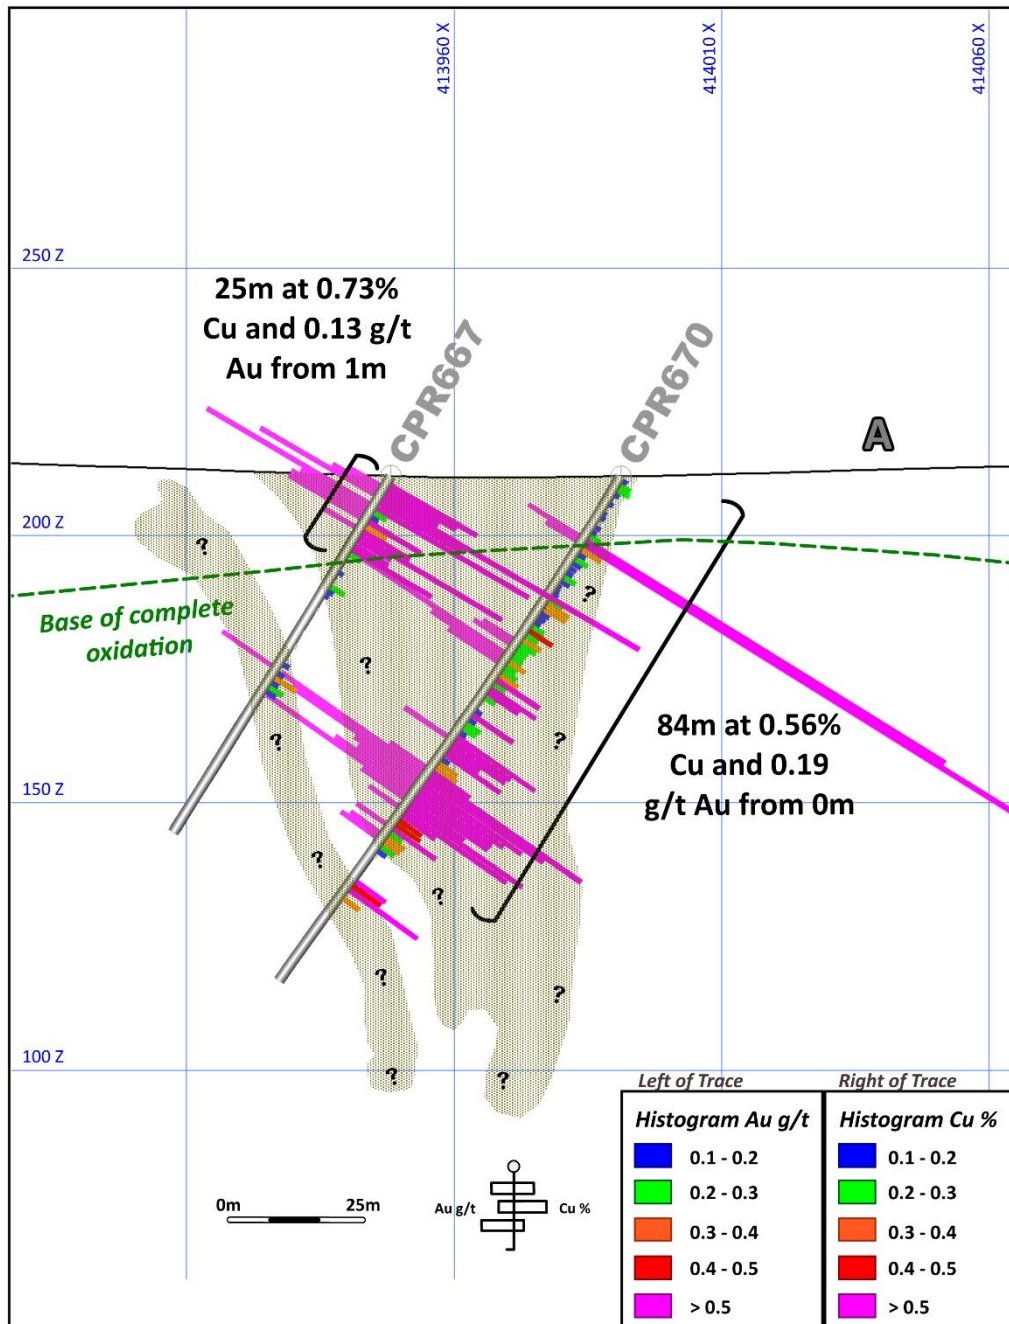 413960 X
414010 X
414060 X
250 Z
25m at 0.73%
Cu and 0.13 g/t
Au from 1m
CPR667
CPR670
A
200 Z
?
?
Base of complete
oxidation
?
?
?
84m at 0.56%
Cu and 0.19
g/t Au from 0m
150 Z
?
?
?
?
100 Z
?
?
Left of Trace
Right of Trace
Histogram Au g/t
Histogram Cu %
0.1 - 0.2
0.1 - 0.2
0.2 - 0.3
0.2 - 0.3
0.3 - 0.4
0.3 - 0.4
0.4 - 0.5
0.4 - 0.5
> 0.5
> 0.5
0m
25m
Au g/t
Cu %